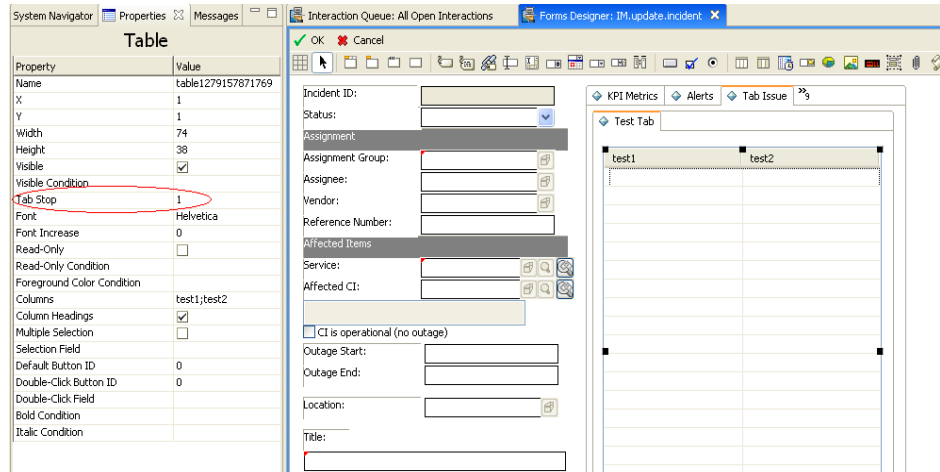 System Navigator Properties Messages
Table
Property Value
Name table1279157871769
X 1
Y 1
Width 74
Height 38
Visible
Visible Condition
Tab Stop 1
Font Helvetica
Font Increase 0
Read-Only
Read-Only Condition
Foreground Color Condition
Columns test1;test2
Column Headings
Multiple Selection
Selection Field
Default Button ID 0
Double-Click Button ID 0
Double-Click Field
Bold Condition
Italic Condition
Interaction Queue: All Open Interactions Forms Designer: IM.update.incident
OK Cancel
Incident ID:
Status:
Assignment
Assignment Group:
Assignee:
Vendor:
Reference Number:
Affected Items
Service:
Affected CI:
CI is operational (no outage)
Outage Start:
Outage End:
Location:
Title:
KPI Metrics Alerts Tab Issue »9
Test Tab
test1 test2